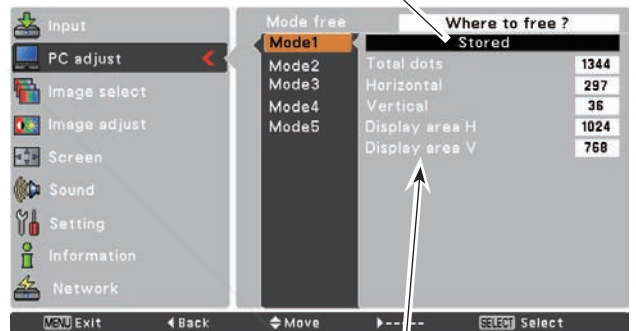 Input
PC adjust
Image select
Image adjust
Screen
Sound
Setting
Information
Network
Mode free
Mode1
Mode2
Mode3
Mode4
Mode5
Where to free ?
Stored
Total dots 1344
Horizontal 297
Vertical 36
Display area H 1024
Display area V 768
MENU Exit
Back
Move
-----
SELECT Select